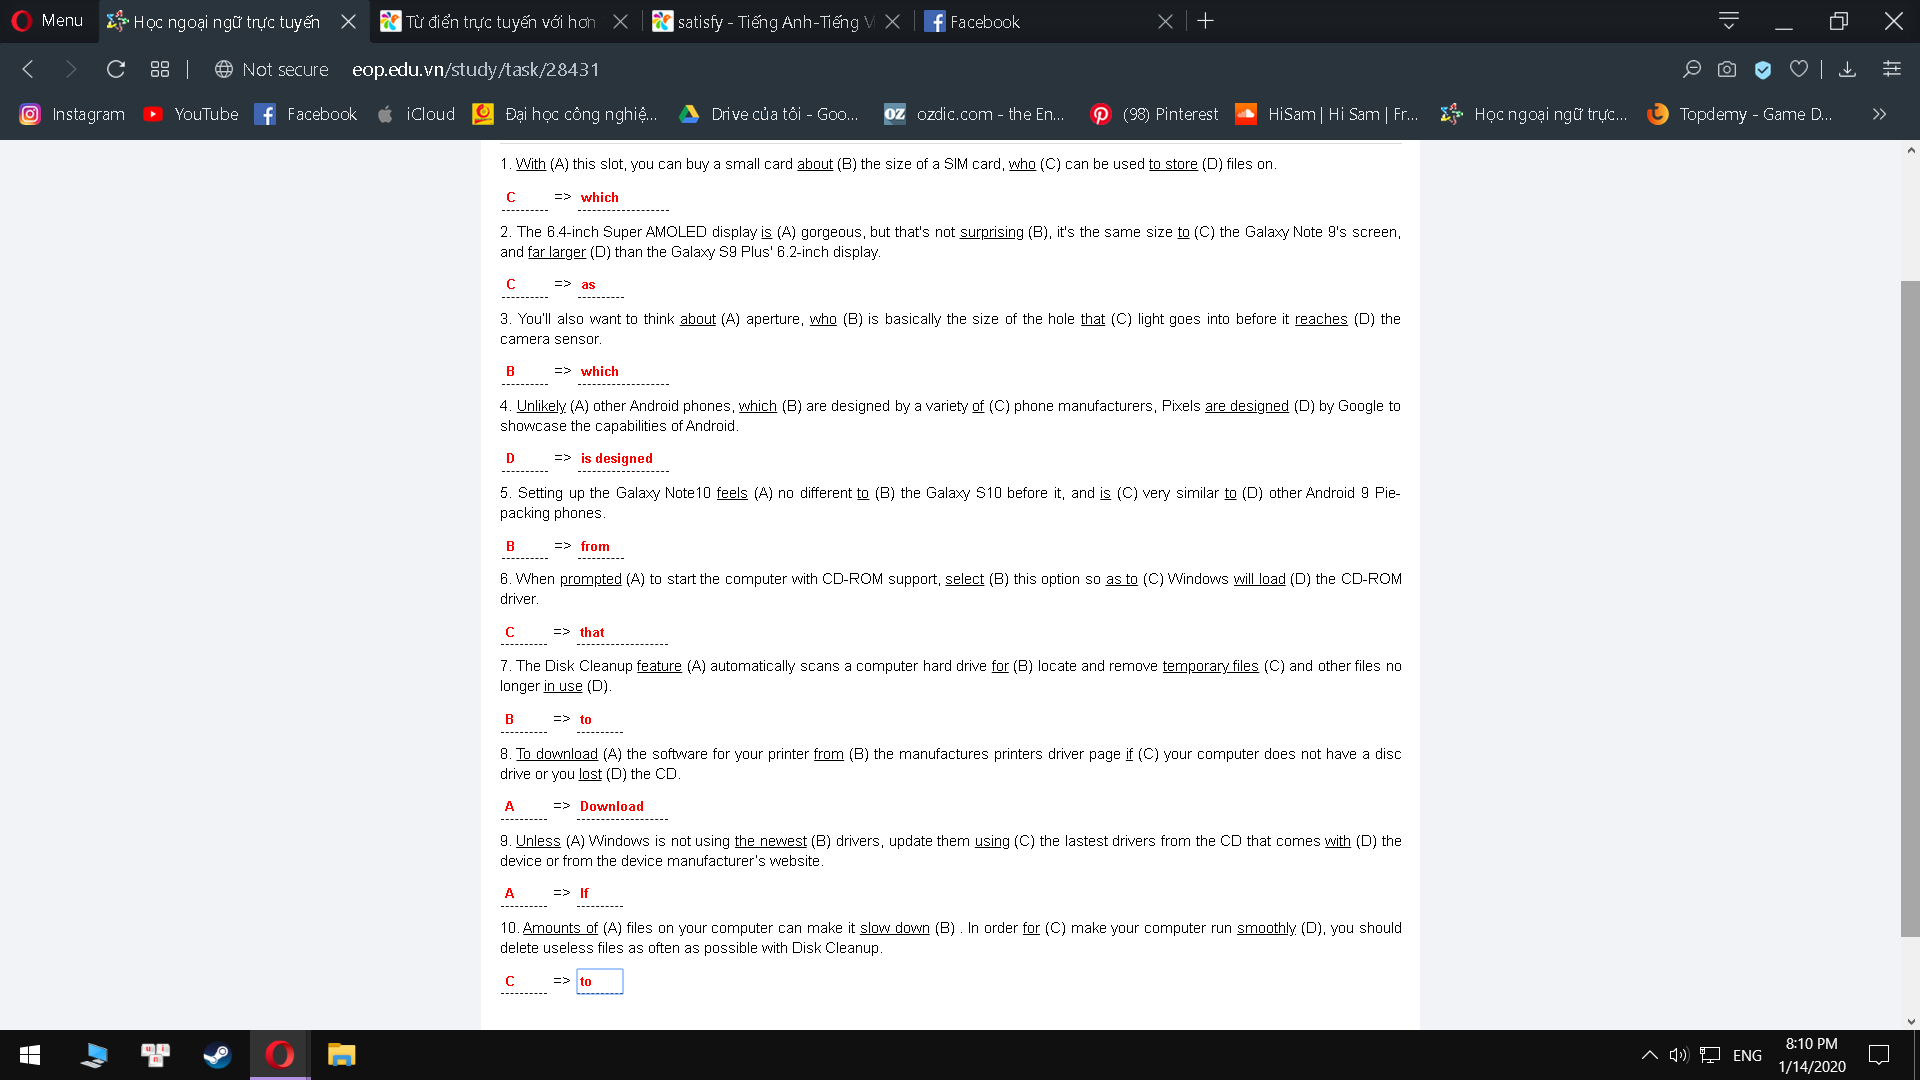 Menu
Học ngoại ngữ trực tuyến
Từ điển trực tuyến với hơn
satisfy - Tiếng Anh-Tiếng V
Facebook
Not secure eop.edu.vn/study/task/28431
Instagram YouTube Facebook iCloud Đại học công nghiệ... Drive của tôi - Goo... ozdic.com - the En... (98) Pinterest HiSam | Hi Sam | Fr... Học ngoại ngữ trực... Topdemy - Game D...
1. With (A) this slot, you can buy a small card about (B) the size of a SIM card, who (C) can be used to store (D) files on.
C => which
2. The 6.4-inch Super AMOLED display is (A) gorgeous, but that's not surprising (B), it's the same size to (C) the Galaxy Note 9's screen,
and far larger (D) than the Galaxy S9 Plus' 6.2-inch display.
C => as
3. You'll also want to think about (A) aperture, who (B) is basically the size of the hole that (C) light goes into before it reaches (D) the
camera sensor.
B => which
4. Unlikely (A) other Android phones, which (B) are designed by a variety of (C) phone manufacturers, Pixels are designed (D) by Google to
showcase the capabilities of Android.
D => is designed
5. Setting up the Galaxy Note10 feels (A) no different to (B) the Galaxy S10 before it, and is (C) very similar to (D) other Android 9 Pie-
packing phones.
B => from
6. When prompted (A) to start the computer with CD-ROM support, select (B) this option so as to (C) Windows will load (D) the CD-ROM
driver.
C => that
7. The Disk Cleanup feature (A) automatically scans a computer hard drive for (B) locate and remove temporary files (C) and other files no
longer in use (D).
B => to
8. To download (A) the software for your printer from (B) the manufactures printers driver page if (C) your computer does not have a disc
drive or you lost (D) the CD.
A => Download
9. Unless (A) Windows is not using the newest (B) drivers, update them using (C) the lastest drivers from the CD that comes with (D) the
device or from the device manufacturer's website.
A => If
10. Amounts of (A) files on your computer can make it slow down (B) . In order for (C) make your computer run smoothly (D), you should
delete useless files as often as possible with Disk Cleanup.
C => to
ENG
8:10 PM
1/14/2020